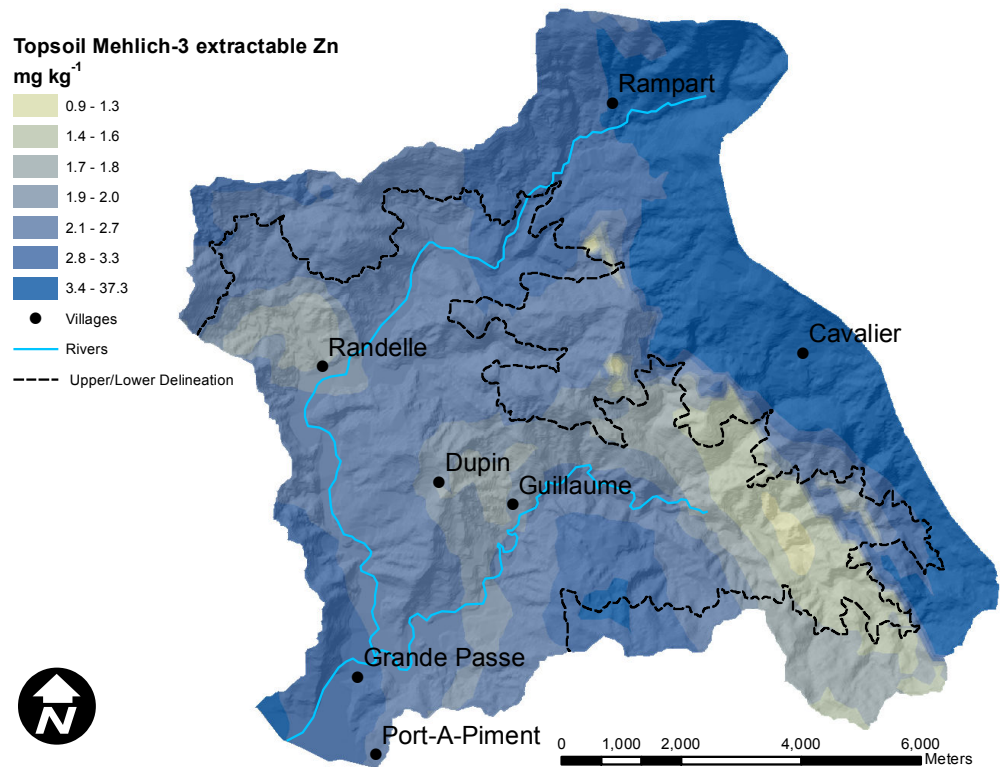 Topsoil Mehlich-3 extractable Zn
mg kg-1
0.9 - 1.3
1.4 - 1.6
1.7 - 1.8
1.9 - 2.0
2.1 - 2.7
2.8 - 3.3
3.4 - 37.3
Villages
Rivers
Upper/Lower Delineation
Rampart
Cavalier
Randelle
Dupin
Guillaume
Grande Passe
Port-A-Piment
N
0 1,000 2,000 4,000 6,000
Meters